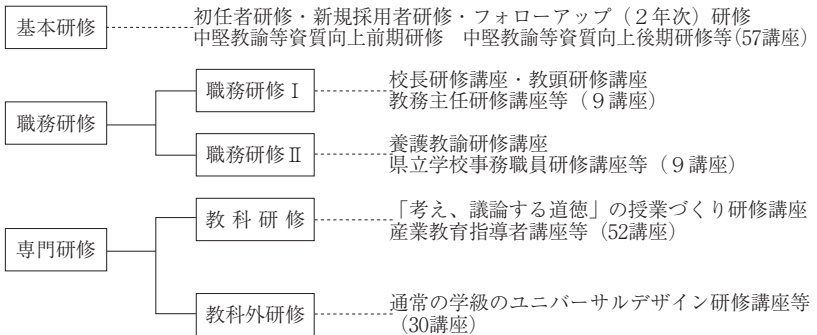 基本研修
初任者研修・新規採用者研修・フォローアップ(2年次)研修
中堅教諭等資質向上前期研修 中堅教諭等資質向上後期研修等(57講座)
職務研修
職務研修Ⅰ
校長研修講座・教頭研修講座
教務主任研修講座等(9講座)
職務研修Ⅱ
養護教諭研修講座
県立学校事務職員研修講座等(9講座)
専門研修
教科研修
「考え、議論する道徳」の授業づくり研修講座
産業教育指導者講座等(52講座)
教科外研修
通常の学級のユニバーサルデザイン研修講座等
(30講座)